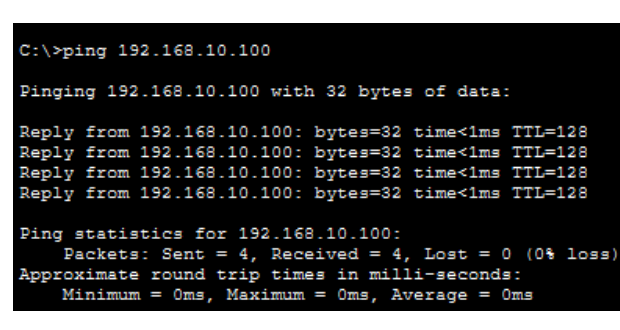 C:\>ping 192.168.10.100
Pinging 192.168.10.100 with 32 bytes of data:
Reply from 192.168.10.100: bytes=32 time<1ms TTL=128
Reply from 192.168.10.100: bytes=32 time<1ms TTL=128
Reply from 192.168.10.100: bytes=32 time<1ms TTL=128
Reply from 192.168.10.100: bytes=32 time<1ms TTL=128
Ping statistics for 192.168.10.100:
Packets: Sent = 4, Received = 4, Lost = 0 (0% loss)
Approximate round trip times in milli-seconds:
Minimum = 0ms, Maximum = 0ms, Average = 0ms